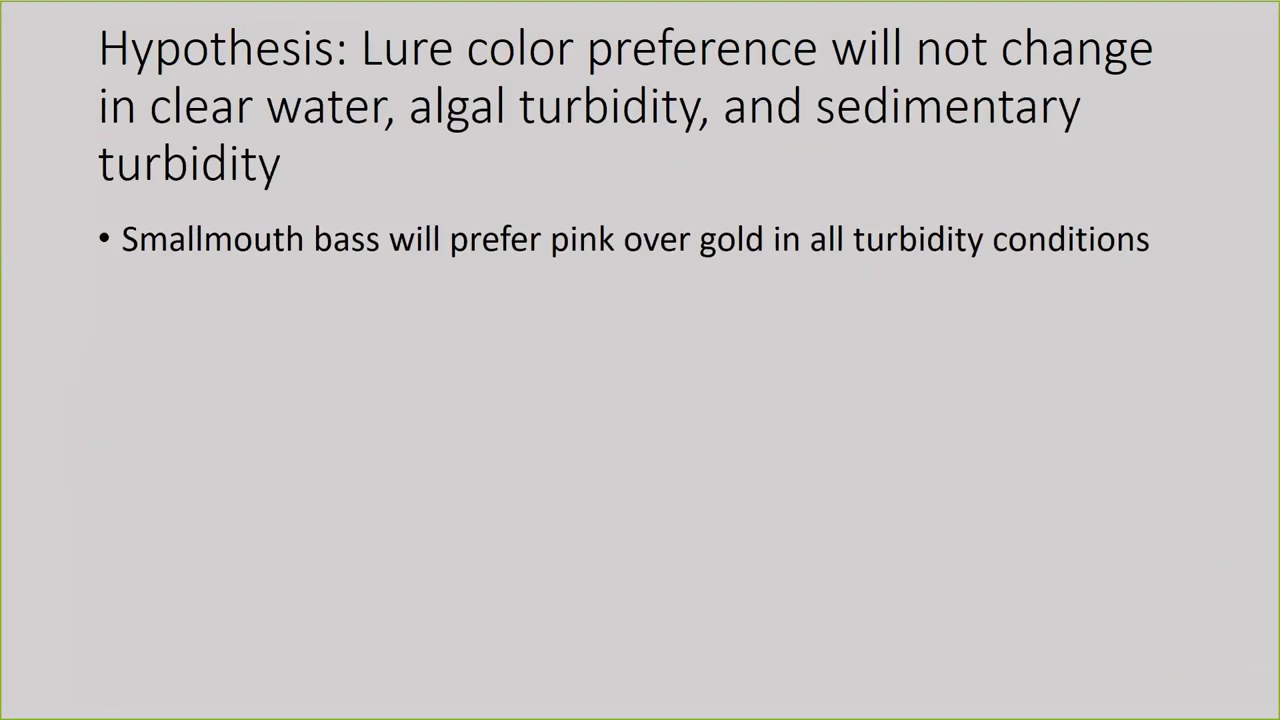 Hypothesis: Lure color preference will not change
in clear water, algal turbidity, and sedimentary
turbidity
• Smallmouth bass will prefer pink over gold in all turbidity conditions